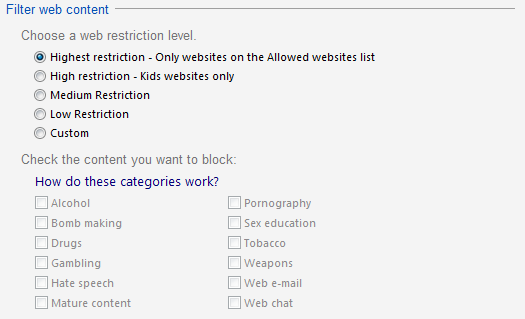 Filter web content
Choose a web restriction level.
Highest restriction - Only websites on the Allowed websites list
High restriction - Kids websites only
Medium Restriction
Low Restriction
Custom
Check the content you want to block:
How do these categories work?
Alcohol Pornography
Bomb making Sex education
Drugs Tobacco
Gambling Weapons
Hate speech Web e-mail
Mature content Web chat